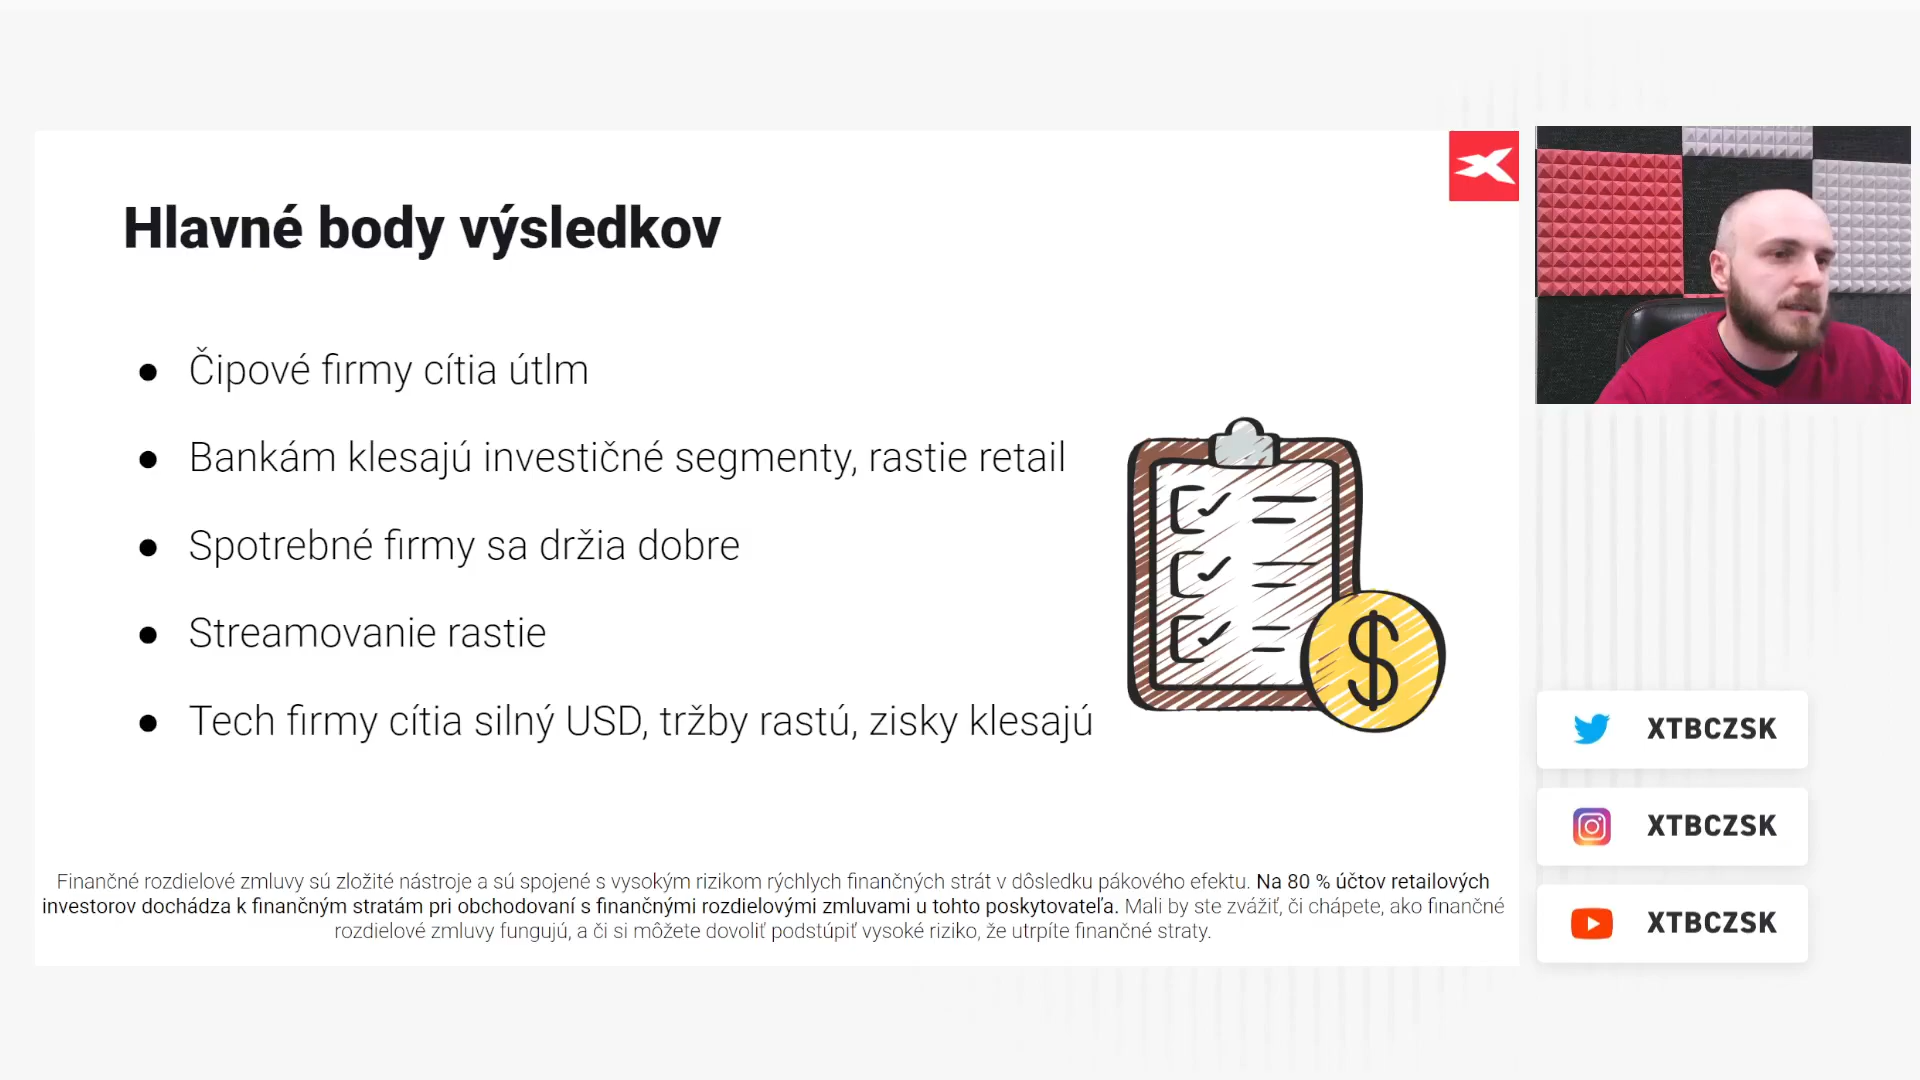 Hlavné body výsledkov
● Čipové firmy cítia útlm
● Bankám klesajú investičné segmenty, rastie retail
● Spotrebné firmy sa držia dobre
● Streamovanie rastie
● Tech firmy cítia silný USD, tržby rastú, zisky klesajú
$
Finančné rozdielové zmluvy sú zložité nástroje a sú spojené s vysokým rizikom rýchlych finančných strát v dôsledku pákového efektu. Na 80 % účtov retailových
investorov dochádza k finančným stratám pri obchodovaní s finančnými rozdielovými zmluvami u tohto poskytovateľa. Mali by ste zvážiť, či chápete, ako finančné
rozdielové zmluvy fungujú, a či si môžete dovoliť podstúpiť vysoké riziko, že utrpíte finančné straty.
XTBCZSK
XTBCZSK
XTBCZSK